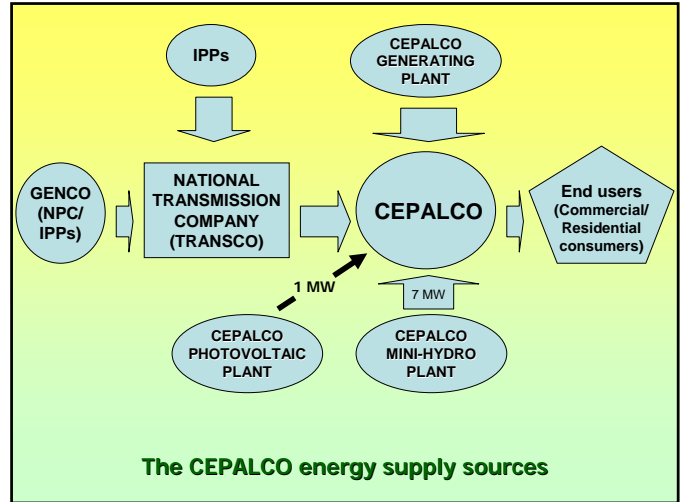 IPPs
CEPALCO
GENERATING
PLANT
GENCO
(NPC/
IPPs)
NATIONAL
TRANSMISSION
COMPANY
(TRANSCO)
CEPALCO
End users
(Commercial/
Residential
consumers)
1 MW
7 MW
CEPALCO
PHOTOVOLTAIC
PLANT
CEPALCO
MINI-HYDRO
PLANT
The CEPALCO energy supply sources